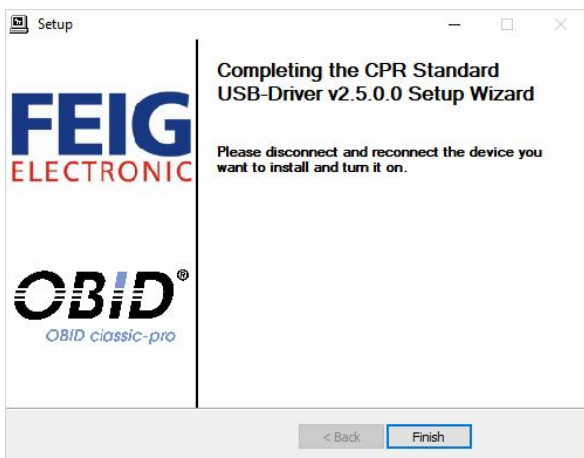 Setup
FEIG
ELECTRONIC
OBID®
OBID classic-pro
Completing the CPR Standard
USB-Driver v2.5.0.0 Setup Wizard
Please disconnect and reconnect the device you
want to install and turn it on.
< Back
Finish